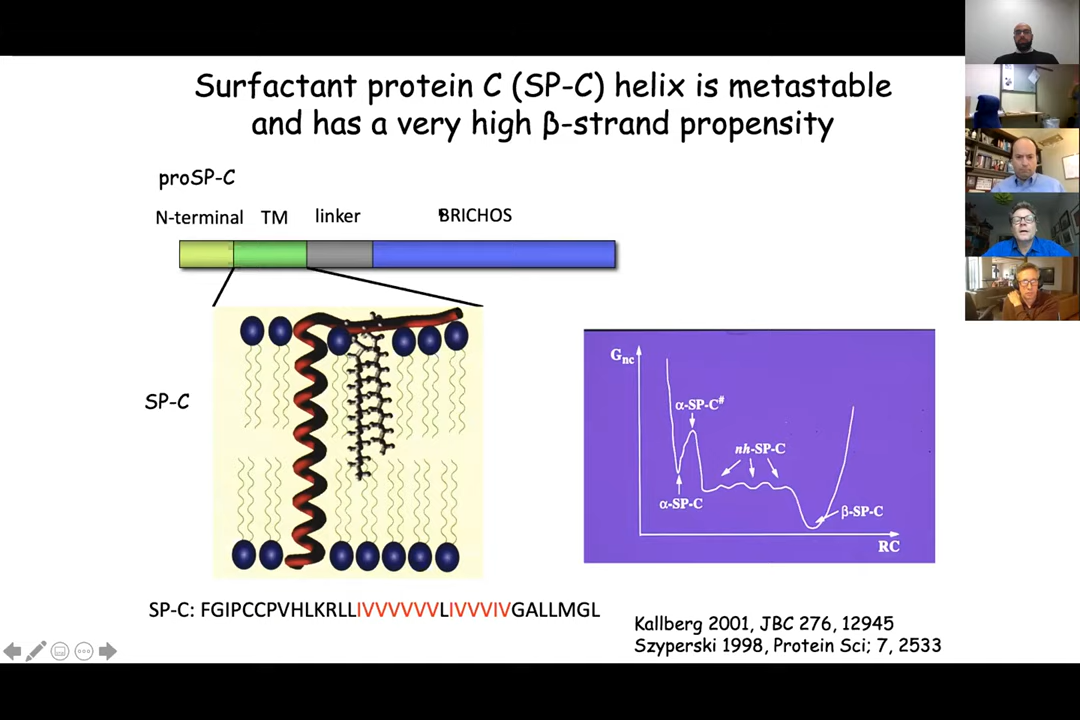 Surfactant protein C (SP-C) helix is metastable
and has a very high β-strand propensity
proSP-C
N-terminal TM linker BRICHOS
SP-C
SP-C: FGIPCCPVHLKRLLIVVVVVVLIVVVIVGALLMGL
Gnc
α-SP-C#
nh-SP-C
α-SP-C
β-SP-C
RC
Kallberg 2001, JBC 276, 12945
Szyperski 1998, Protein Sci; 7, 2533